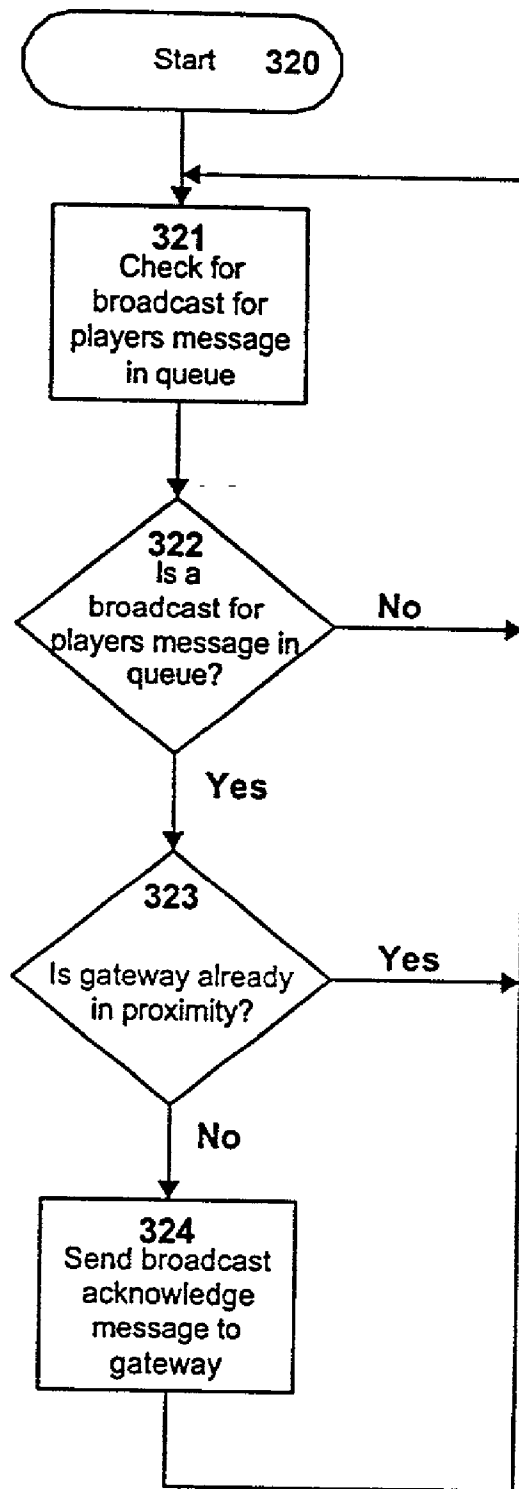 Start 320
321
Check for
broadcast for
players message
in queue
322
Is a
broadcast for
players message in
queue?
No
Yes
323
Is gateway already
in proximity?
Yes
No
324
Send broadcast
acknowledge
message to
gateway